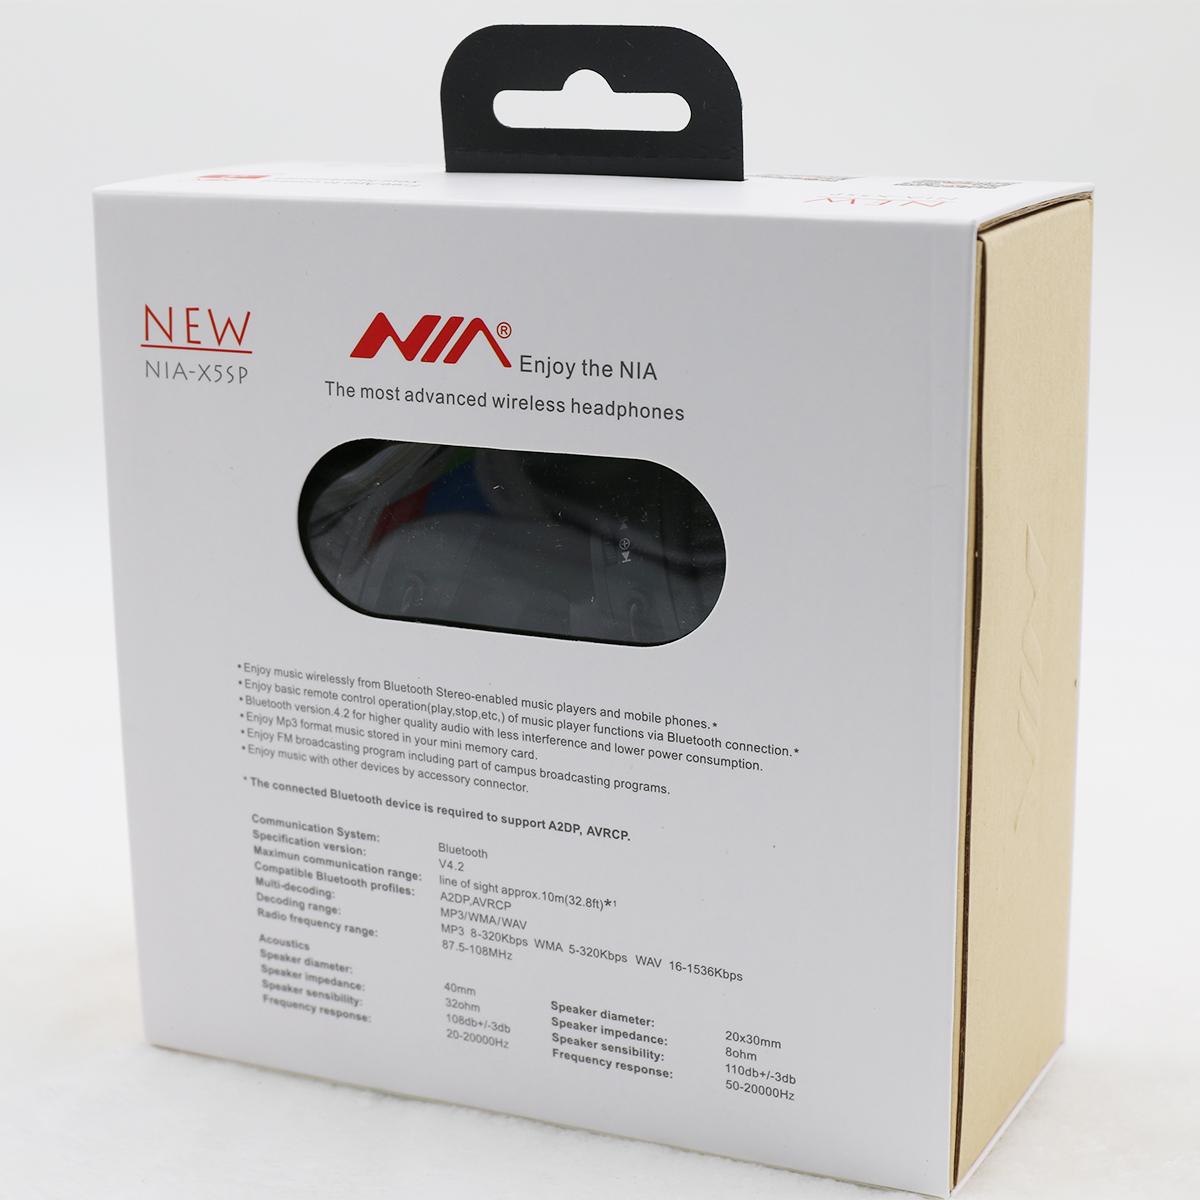 NEW
NIA-X5SP
NIA® Enjoy the NIA
The most advanced wireless headphones
*Enjoy music wirelessly from Bluetooth Stereo-enabled music players and mobile phones.*
*Enjoy basic remote control operation(play,stop,etc,) of music player functions via Bluetooth connection.*
*Bluetooth version.4.2 for higher quality audio with less interference and lower power consumption.
*Enjoy Mp3 format music stored in your mini memory card.
*Enjoy FM broadcasting program including part of campus broadcasting programs.
*Enjoy music with other devices by accessory connector.
*The connected Bluetooth device is required to support A2DP, AVRCP.
Communication System: Bluetooth
Specification version: V4.2
Maximun communication range: line of sight approx.10m(32.8ft)*1
Compatible Bluetooth profiles: A2DP,AVRCP
Multi-decoding: MP3/WMA/WAV
Decoding range: MP3 8-320Kbps WMA 5-320Kbps WAV 16-1536Kbps
Radio frequency range: 87.5-108MHz
Acoustics
Speaker diameter: 40mm Speaker diameter: 20x30mm
Speaker impedance: 32ohm Speaker impedance: 8ohm
Speaker sensibility: 108db+/-3db Speaker sensibility: 110db+/-3db
Frequency response: 20-20000Hz Frequency response: 50-20000Hz
NIA
NEW